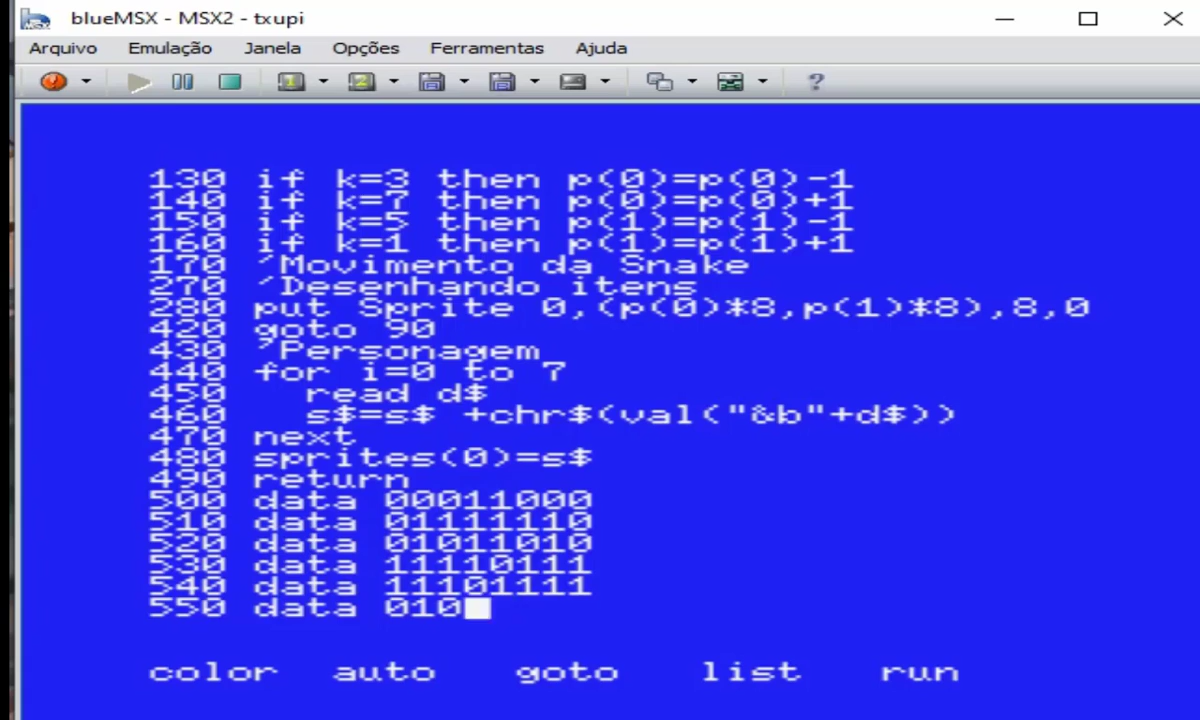 blueMSX - MSX2 - txupi
Arquivo Emulação Janela Opções Ferramentas Ajuda
130 if k=3 then p(0)=p(0)-1
140 if k=7 then p(0)=p(0)+1
150 if k=5 then p(1)=p(1)-1
160 if k=1 then p(1)=p(1)+1
170 'Movimento da Snake
270 'Desenhando itens
280 put Sprite 0,(p(0)*8,p(1)*8),8,0
420 goto 90
430 'Personagem
440 for i=0 to 7
450 read d$
460 s$=s$ +chr$(val("&b"+d$))
470 next
480 sprites(0)=s$
490 return
500 data 00011000
510 data 01111110
520 data 01011010
530 data 11110111
540 data 11101111
550 data 010
color auto goto list run